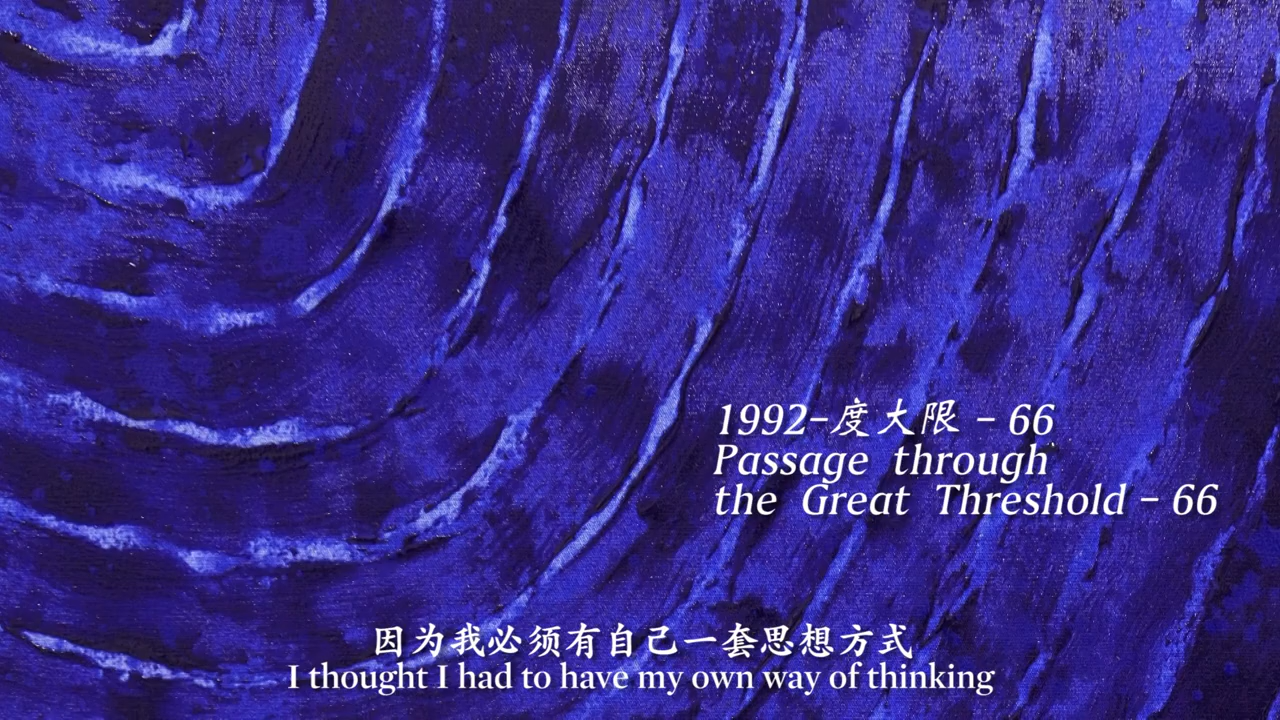 1992-度大限 - 66
Passage through
the Great Threshold - 66
因为我必须有自己一套思想方式
I thought I had to have my own way of thinking